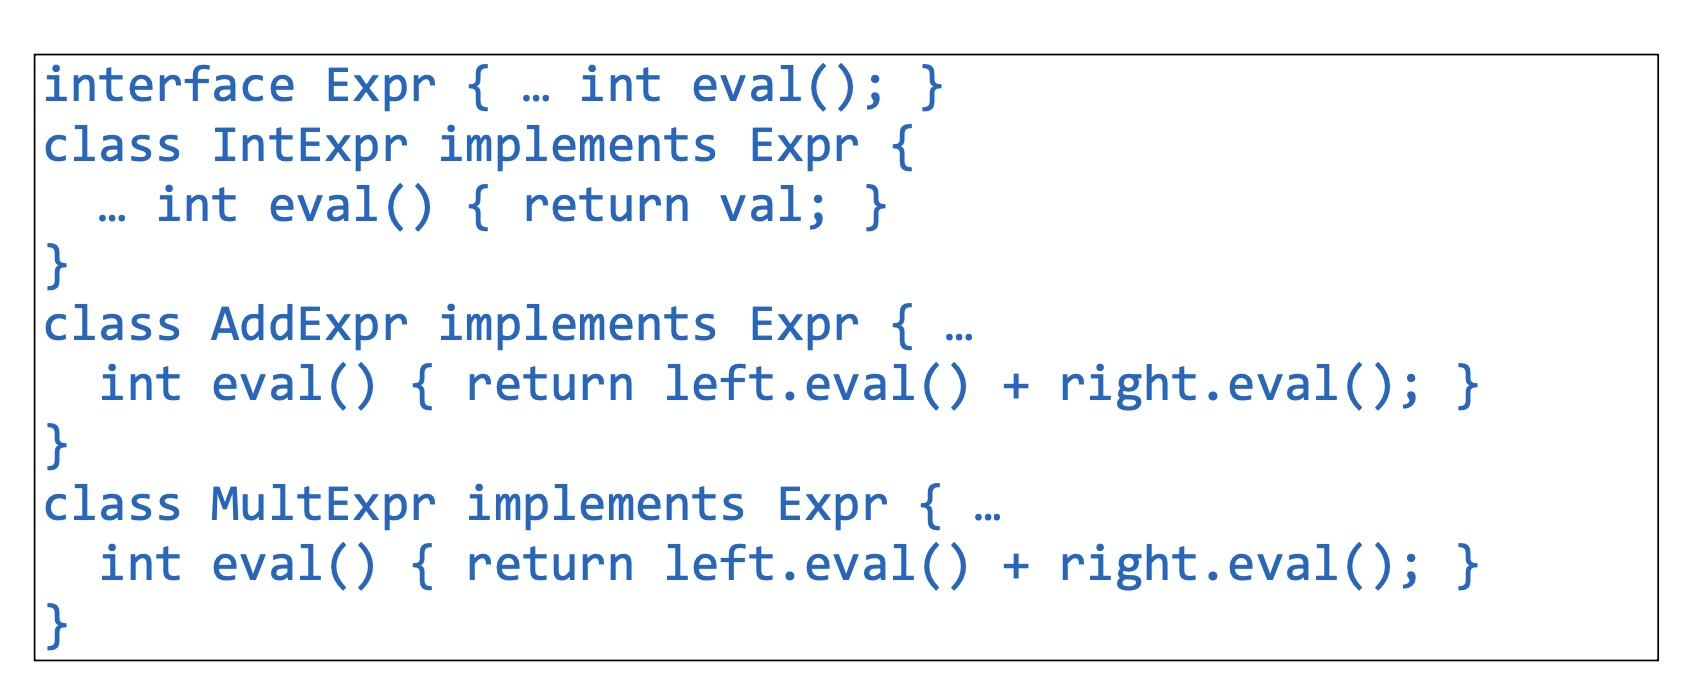 interface Expr { … int eval(); }
class IntExpr implements Expr {
  … int eval() { return val; }
}
class AddExpr implements Expr { …
  int eval() { return left.eval() + right.eval(); }
}
class MultExpr implements Expr { …
  int eval() { return left.eval() + right.eval(); }
}